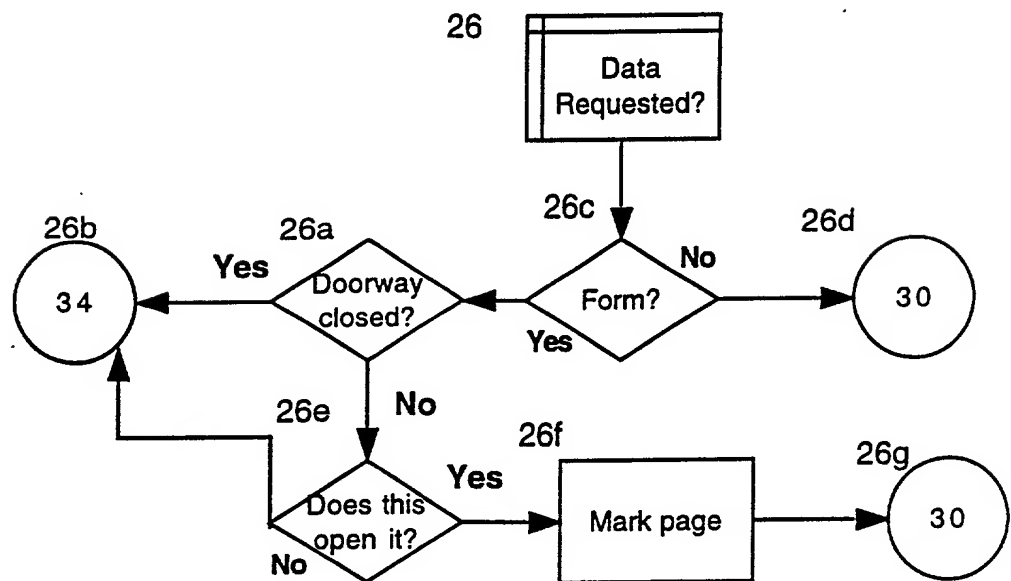 26
Data
Requested?
26c
26d
26b
26a
Yes
No
34
Doorway
closed?
Form?
30
Yes
26e
No
26f
26g
Yes
Does this
open it?
Mark page
30
No